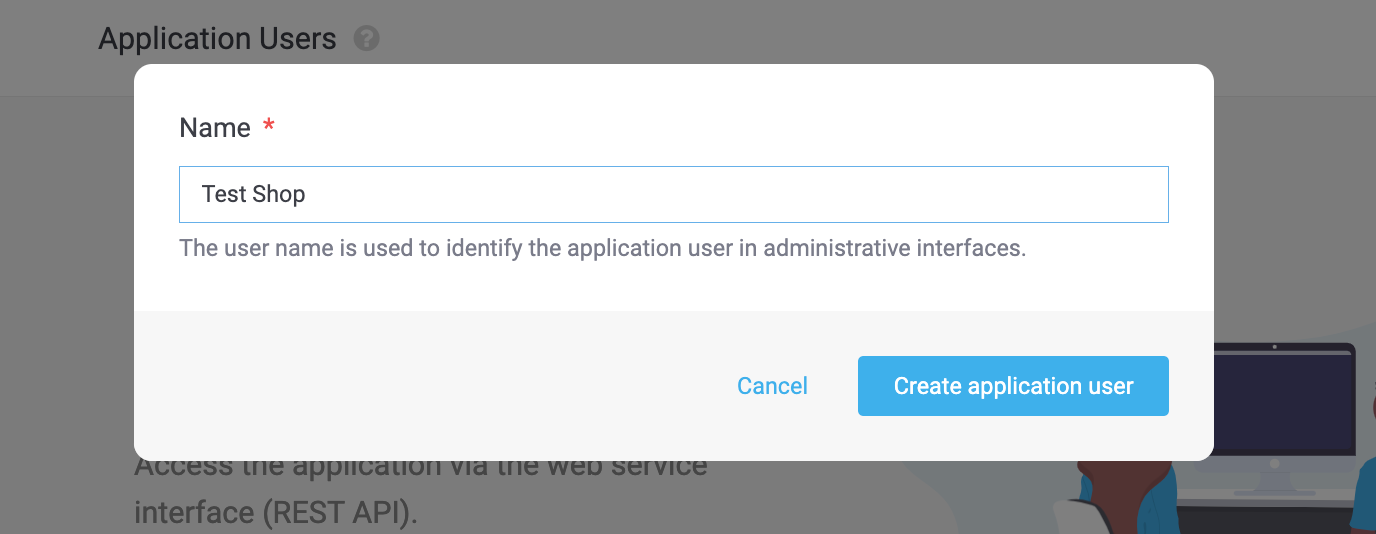 Application Users ?
Name *
Test Shop
The user name is used to identify the application user in administrative interfaces.
Cancel
Create application user
Access the application via the web service
interface (REST API).